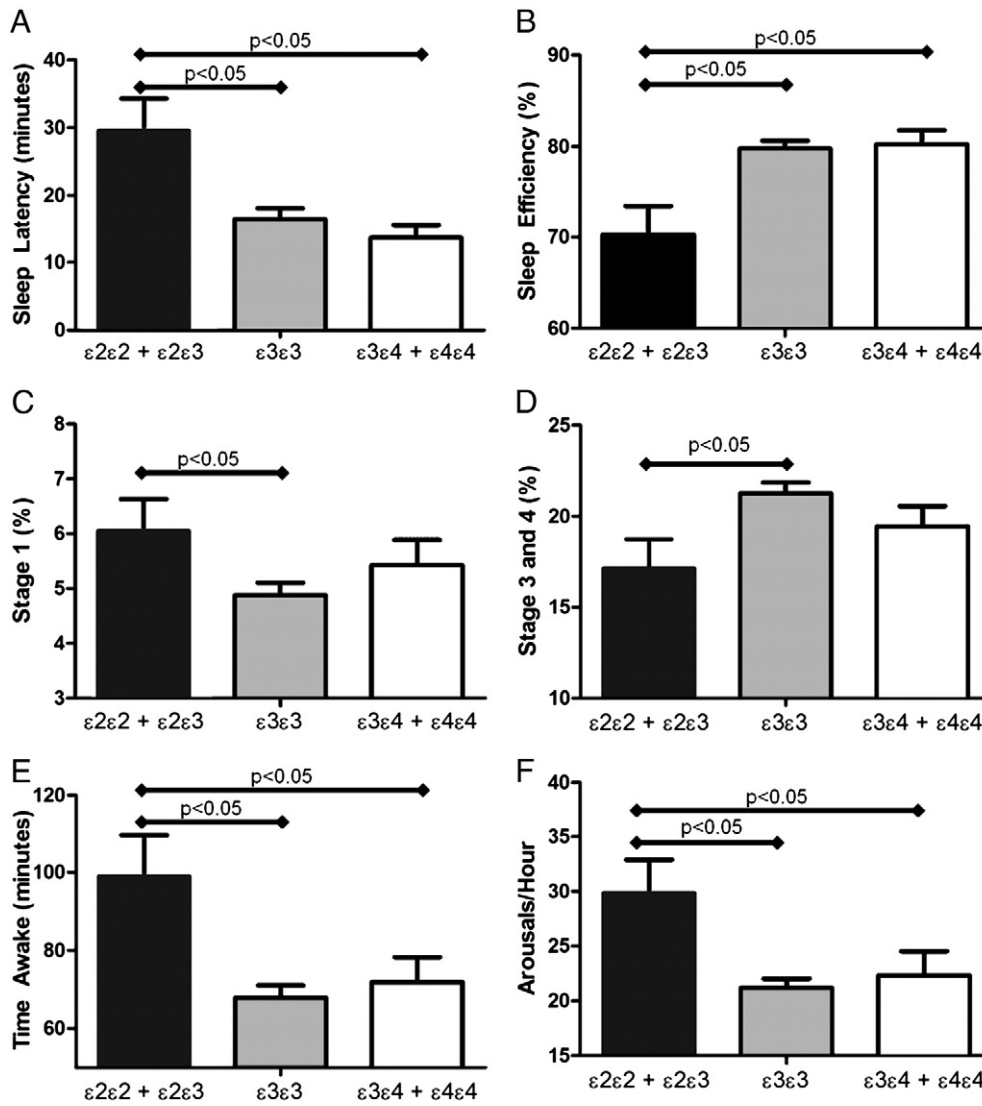 A
Sleep Latency (minutes)
40
30
20
10
0
p<0.05
p<0.05
ε2ε2 + ε2ε3
ε3ε3
ε3ε4 + ε4ε4
B
Sleep Efficiency (%)
90
80
70
60
p<0.05
p<0.05
ε2ε2 + ε2ε3
ε3ε3
ε3ε4 + ε4ε4
C
Stage 1 (%)
8
7
6
5
4
3
p<0.05
ε2ε2 + ε2ε3
ε3ε3
ε3ε4 + ε4ε4
D
Stage 3 and 4 (%)
25
20
15
10
p<0.05
ε2ε2 + ε2ε3
ε3ε3
ε3ε4 + ε4ε4
E
Time Awake (minutes)
120
100
80
60
p<0.05
p<0.05
ε2ε2 + ε2ε3
ε3ε3
ε3ε4 + ε4ε4
F
Arousals/Hour
40
35
30
25
20
15
p<0.05
p<0.05
ε2ε2 + ε2ε3
ε3ε3
ε3ε4 + ε4ε4